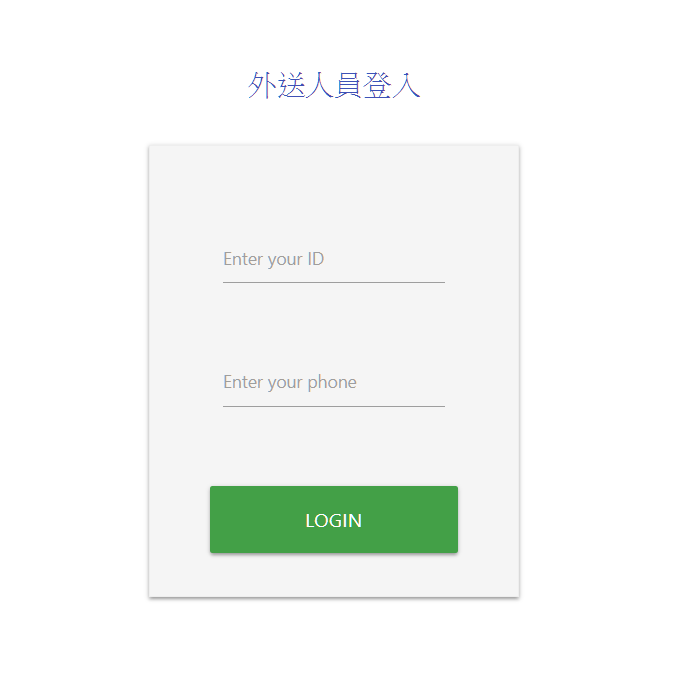 外送人員登入
Enter your ID
Enter your phone
LOGIN